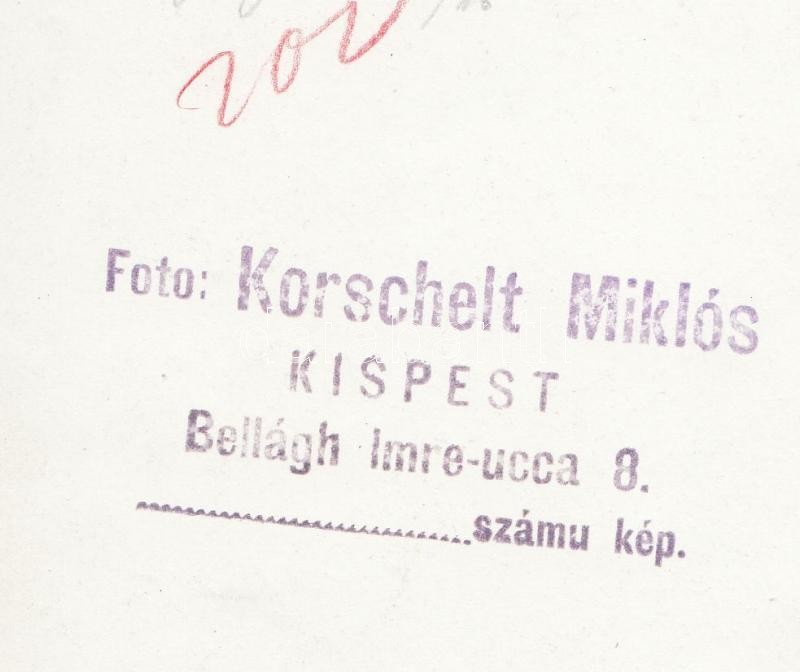 202
Foto: Korschelt Miklós
KISPEST
Bellágh Imre-ucca 8.
........................számu kép.